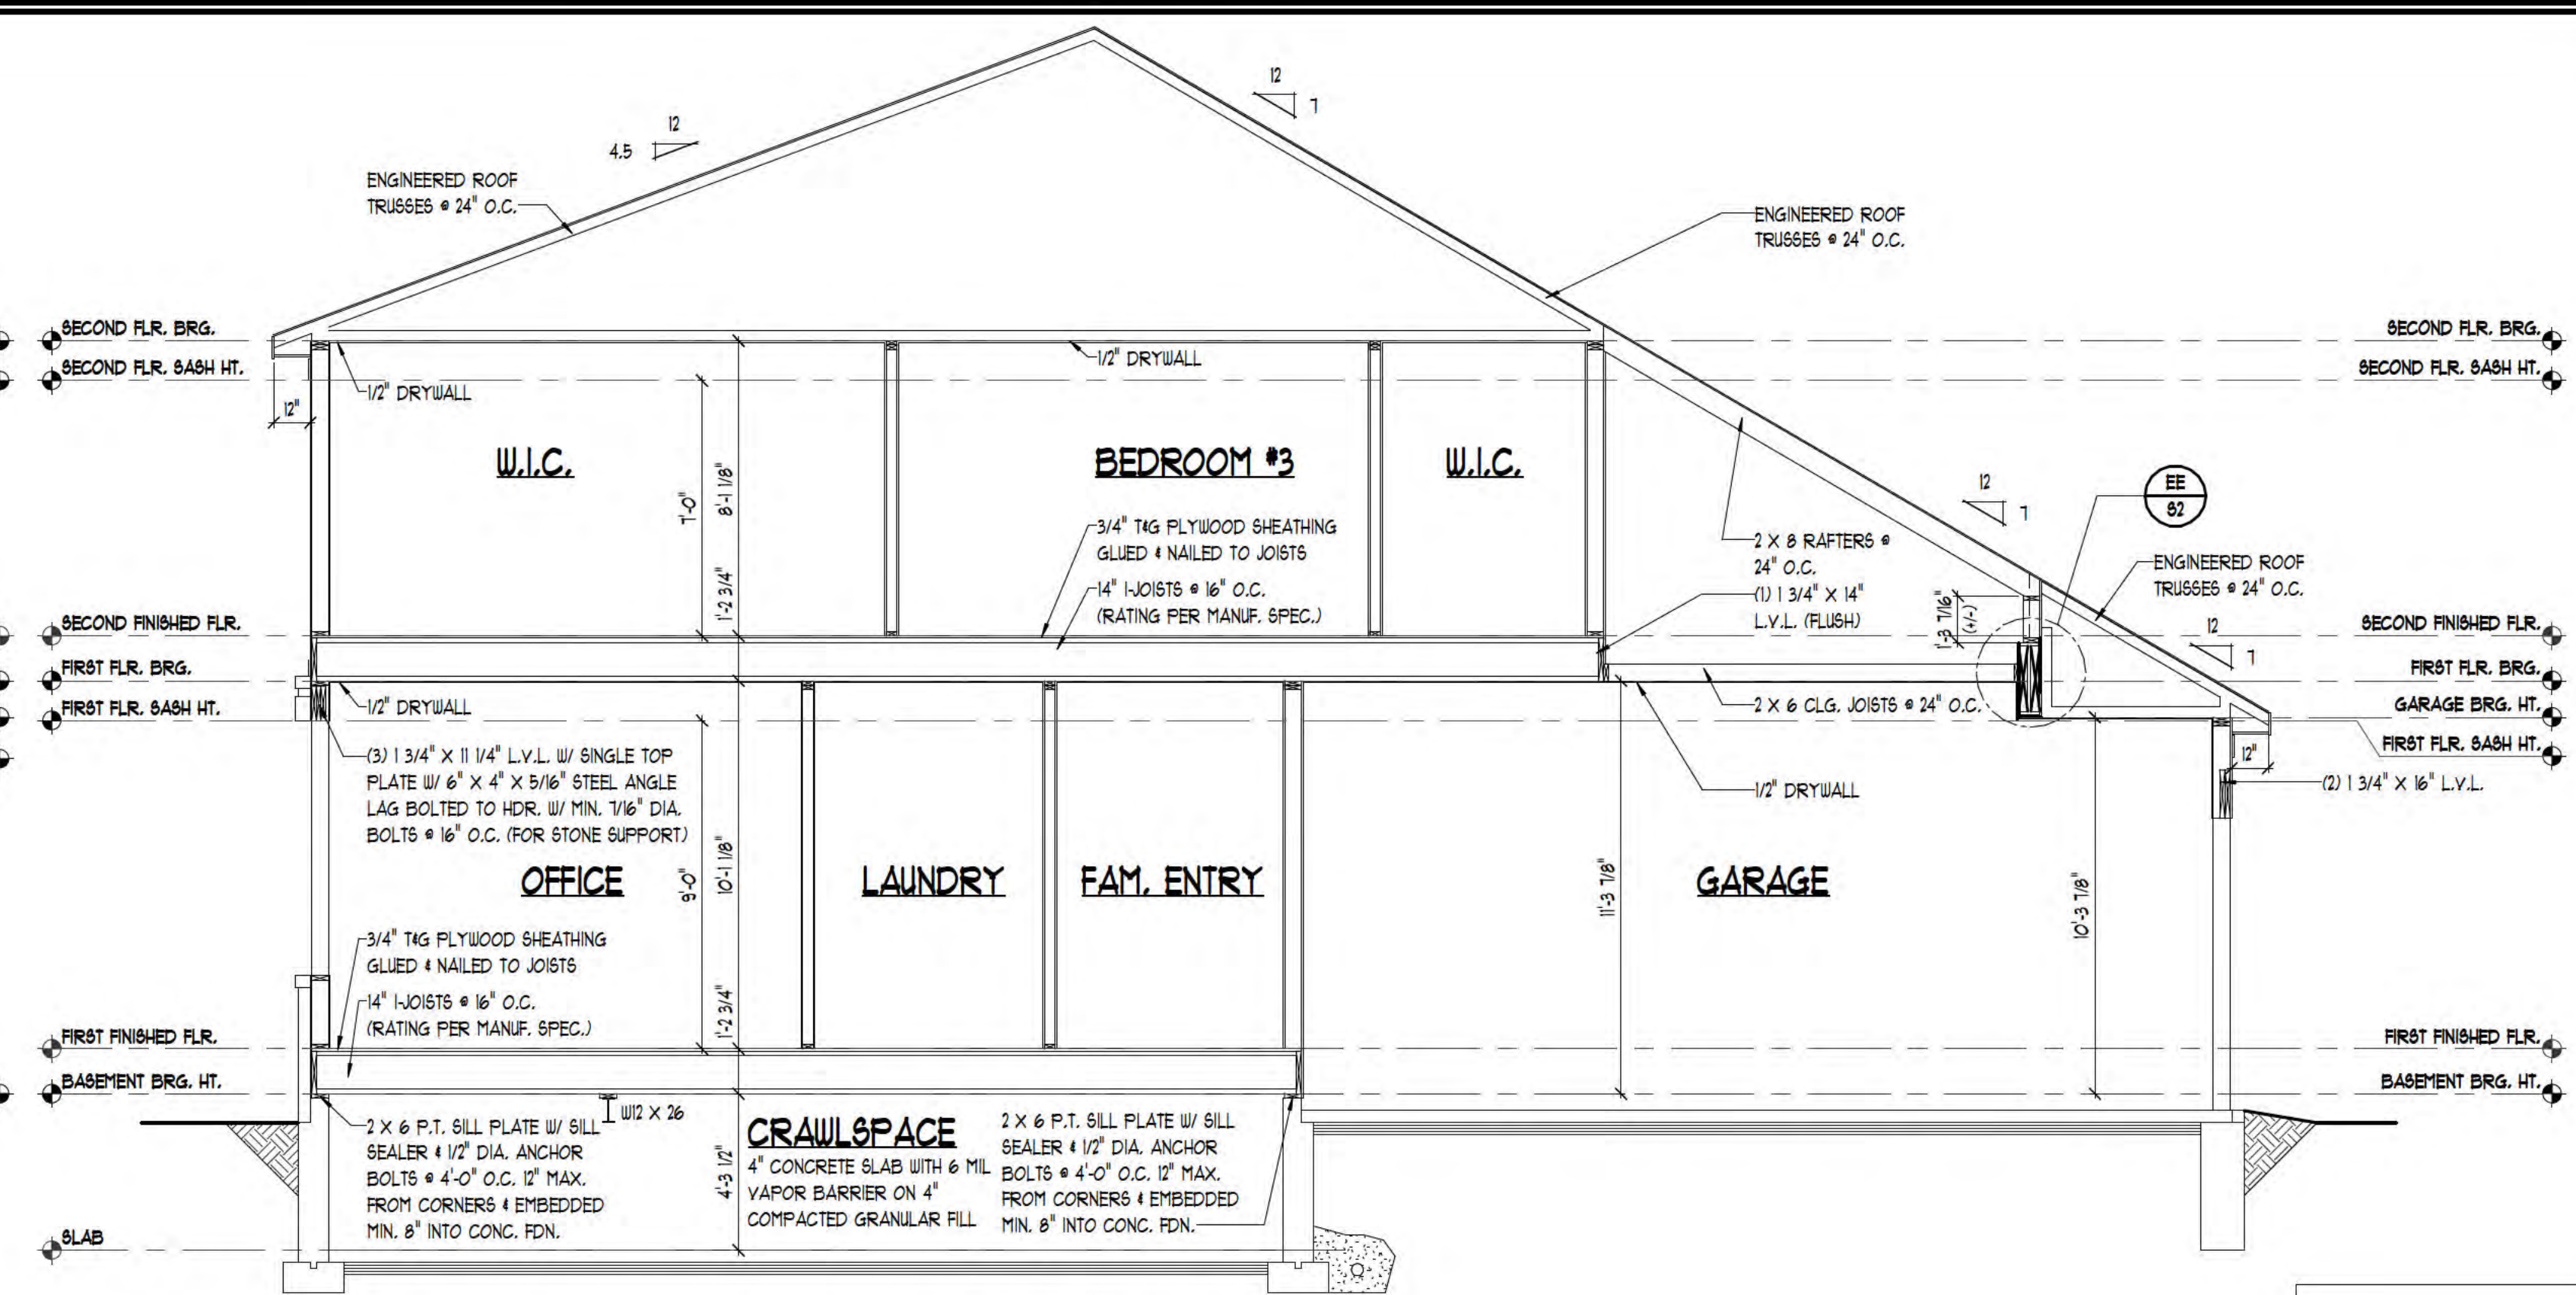 12
7
12
4.5
ENGINEERED ROOF
TRUSSES @ 24" O.C.
ENGINEERED ROOF
TRUSSES @ 24" O.C.
SECOND FLR. BRG.
SECOND FLR. SASH HT.
SECOND FLR. BRG.
SECOND FLR. SASH HT.
1/2" DRYWALL
1/2" DRYWALL
12"
W.I.C.
BEDROOM #3
W.I.C.
7'-0"
8'-1 1/8"
12
7
EE
S2
3/4" T&G PLYWOOD SHEATHING
GLUED & NAILED TO JOISTS
14" I-JOISTS @ 16" O.C.
(RATING PER MANUF. SPEC.)
2 X 8 RAFTERS @
24" O.C.
(1) 1 3/4" X 14"
L.V.L. (FLUSH)
ENGINEERED ROOF
TRUSSES @ 24" O.C.
1'-2 3/4"
1'-3 7/16"
(+/-)
12
7
SECOND FINISHED FLR.
FIRST FLR. BRG.
FIRST FLR. SASH HT.
SECOND FINISHED FLR.
FIRST FLR. BRG.
GARAGE BRG. HT.
FIRST FLR. SASH HT.
1/2" DRYWALL
2 X 6 CLG. JOISTS @ 24" O.C.
12"
(3) 1 3/4" X 11 1/4" L.V.L. W/ SINGLE TOP
PLATE W/ 6" X 4" X 5/16" STEEL ANGLE
LAG BOLTED TO HDR. W/ MIN. 7/16" DIA.
BOLTS @ 16" O.C. (FOR STONE SUPPORT)
1/2" DRYWALL
(2) 1 3/4" X 16" L.V.L.
OFFICE
9'-0"
10'-1 1/8"
LAUNDRY
FAM. ENTRY
11'-3 7/8"
GARAGE
10'-3 7/8"
3/4" T&G PLYWOOD SHEATHING
GLUED & NAILED TO JOISTS
14" I-JOISTS @ 16" O.C.
(RATING PER MANUF. SPEC.)
1'-2 3/4"
FIRST FINISHED FLR.
BASEMENT BRG. HT.
FIRST FINISHED FLR.
BASEMENT BRG. HT.
W12 X 26
2 X 6 P.T. SILL PLATE W/ SILL
SEALER & 1/2" DIA. ANCHOR
BOLTS @ 4'-0" O.C. 12" MAX.
FROM CORNERS & EMBEDDED
MIN. 8" INTO CONC. FDN.
4'-3 1/2"
CRAWLSPACE
4" CONCRETE SLAB WITH 6 MIL
VAPOR BARRIER ON 4"
COMPACTED GRANULAR FILL
2 X 6 P.T. SILL PLATE W/ SILL
SEALER & 1/2" DIA. ANCHOR
BOLTS @ 4'-0" O.C. 12" MAX.
FROM CORNERS & EMBEDDED
MIN. 8" INTO CONC. FDN.
SLAB